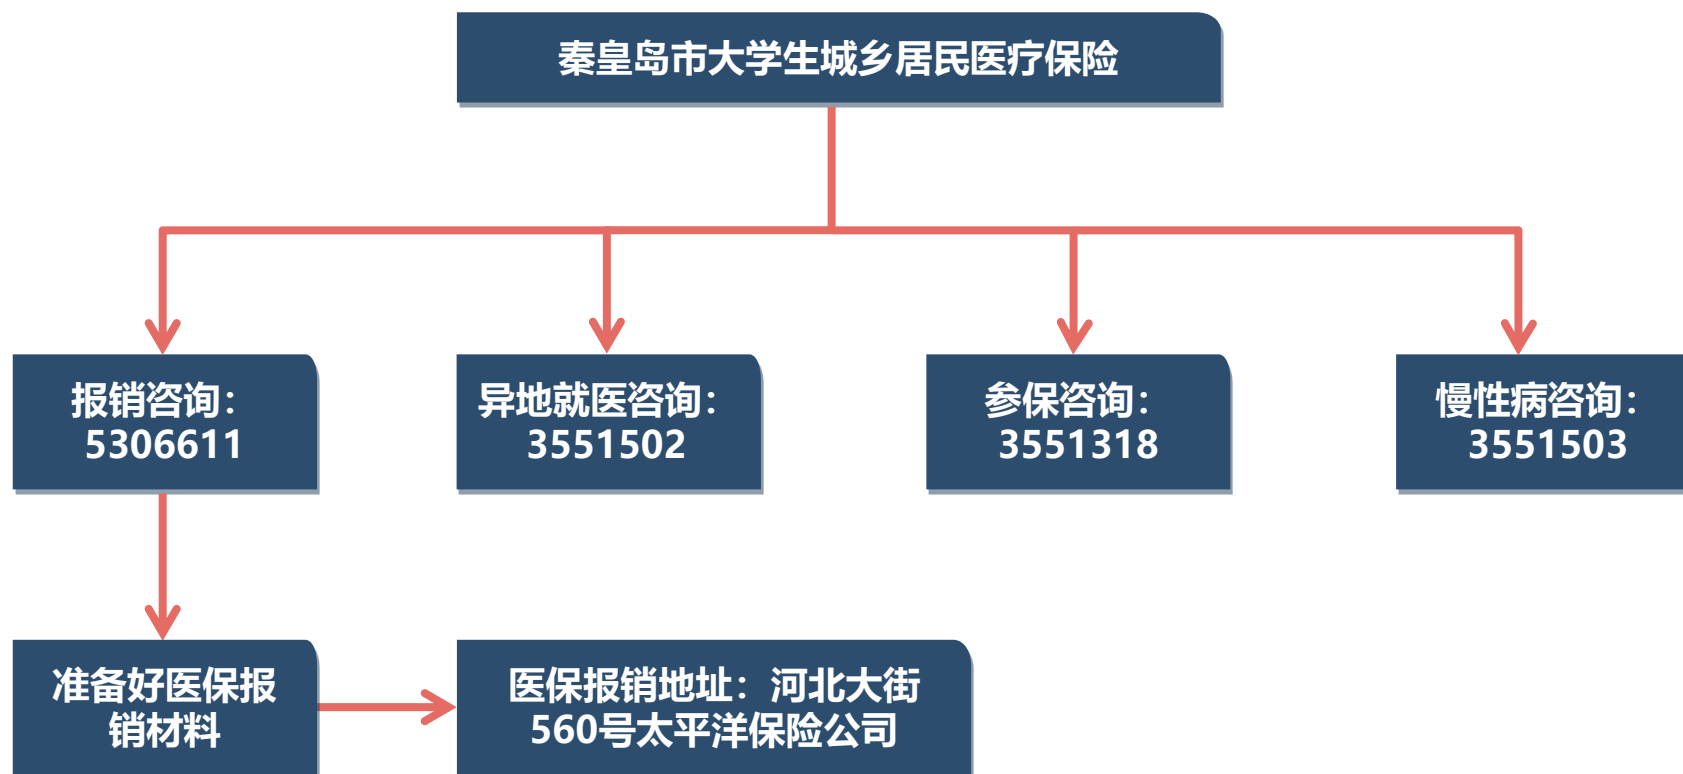 秦皇岛市大学生城乡居民医疗保险
报销咨询：
5306611
异地就医咨询：
3551502
参保咨询：
3551318
慢性病咨询：
3551503
准备好医保报
销材料
医保报销地址：河北大街
560号太平洋保险公司